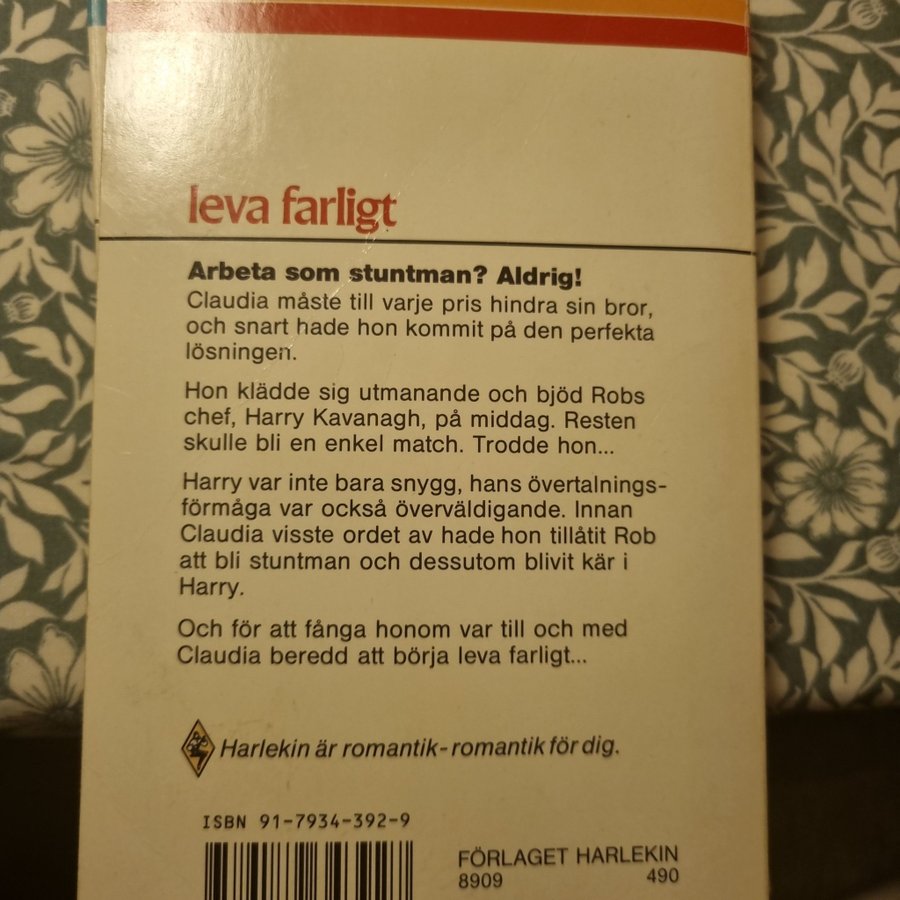 leva farligt
Arbeta som stuntman? Aldrig!
Claudia måste till varje pris hindra sin bror,
och snart hade hon kommit på den perfekta
lösningen.
Hon klädde sig utmanande och bjöd Robs
chef, Harry Kavanagh, på middag. Resten
skulle bli en enkel match. Trodde hon...
Harry var inte bara snygg, hans övertalnings-
förmåga var också överväldigande. Innan
Claudia visste ordet av hade hon tillåtit Rob
att bli stuntman och dessutom blivit kär i
Harry.
Och för att fånga honom var till och med
Claudia beredd att börja leva farligt...
Harlekin är romantik - romantik för dig.
ISBN 91-7934-392-9
FÖRLAGET HARLEKIN
8909 490